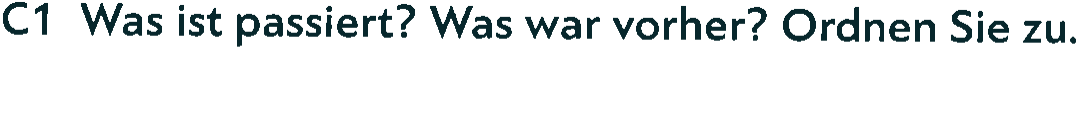 C1 Was ist passiert? Was war vorher? Ordnen Sie zu.